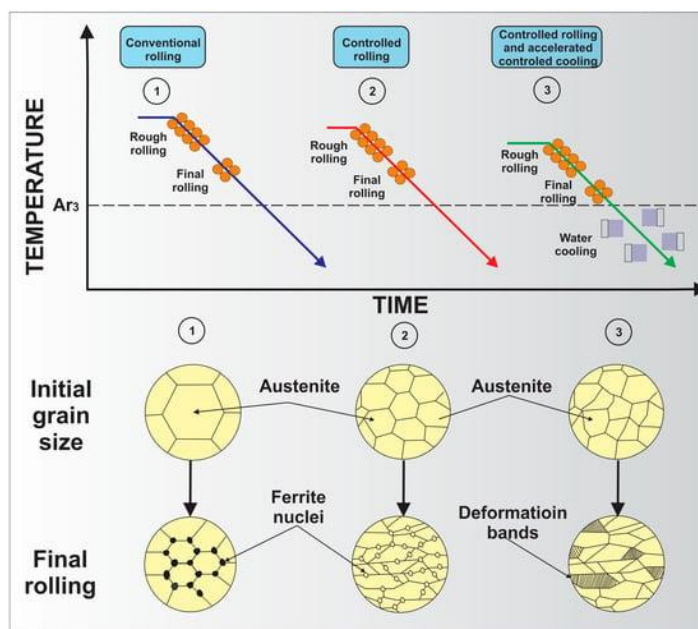 Conventional
rolling
Controlled
rolling
Controlled rolling
and accelerated
controled cooling
1
2
3
Rough
rolling
Final
rolling
Rough
rolling
Final
rolling
Rough
rolling
Final
rolling
TEMPERATURE
Ar3
Water
cooling
TIME
1
2
3
Initial
grain
size
Austenite
Austenite
Ferrite
nuclei
Deformatioin
bands
Final
rolling